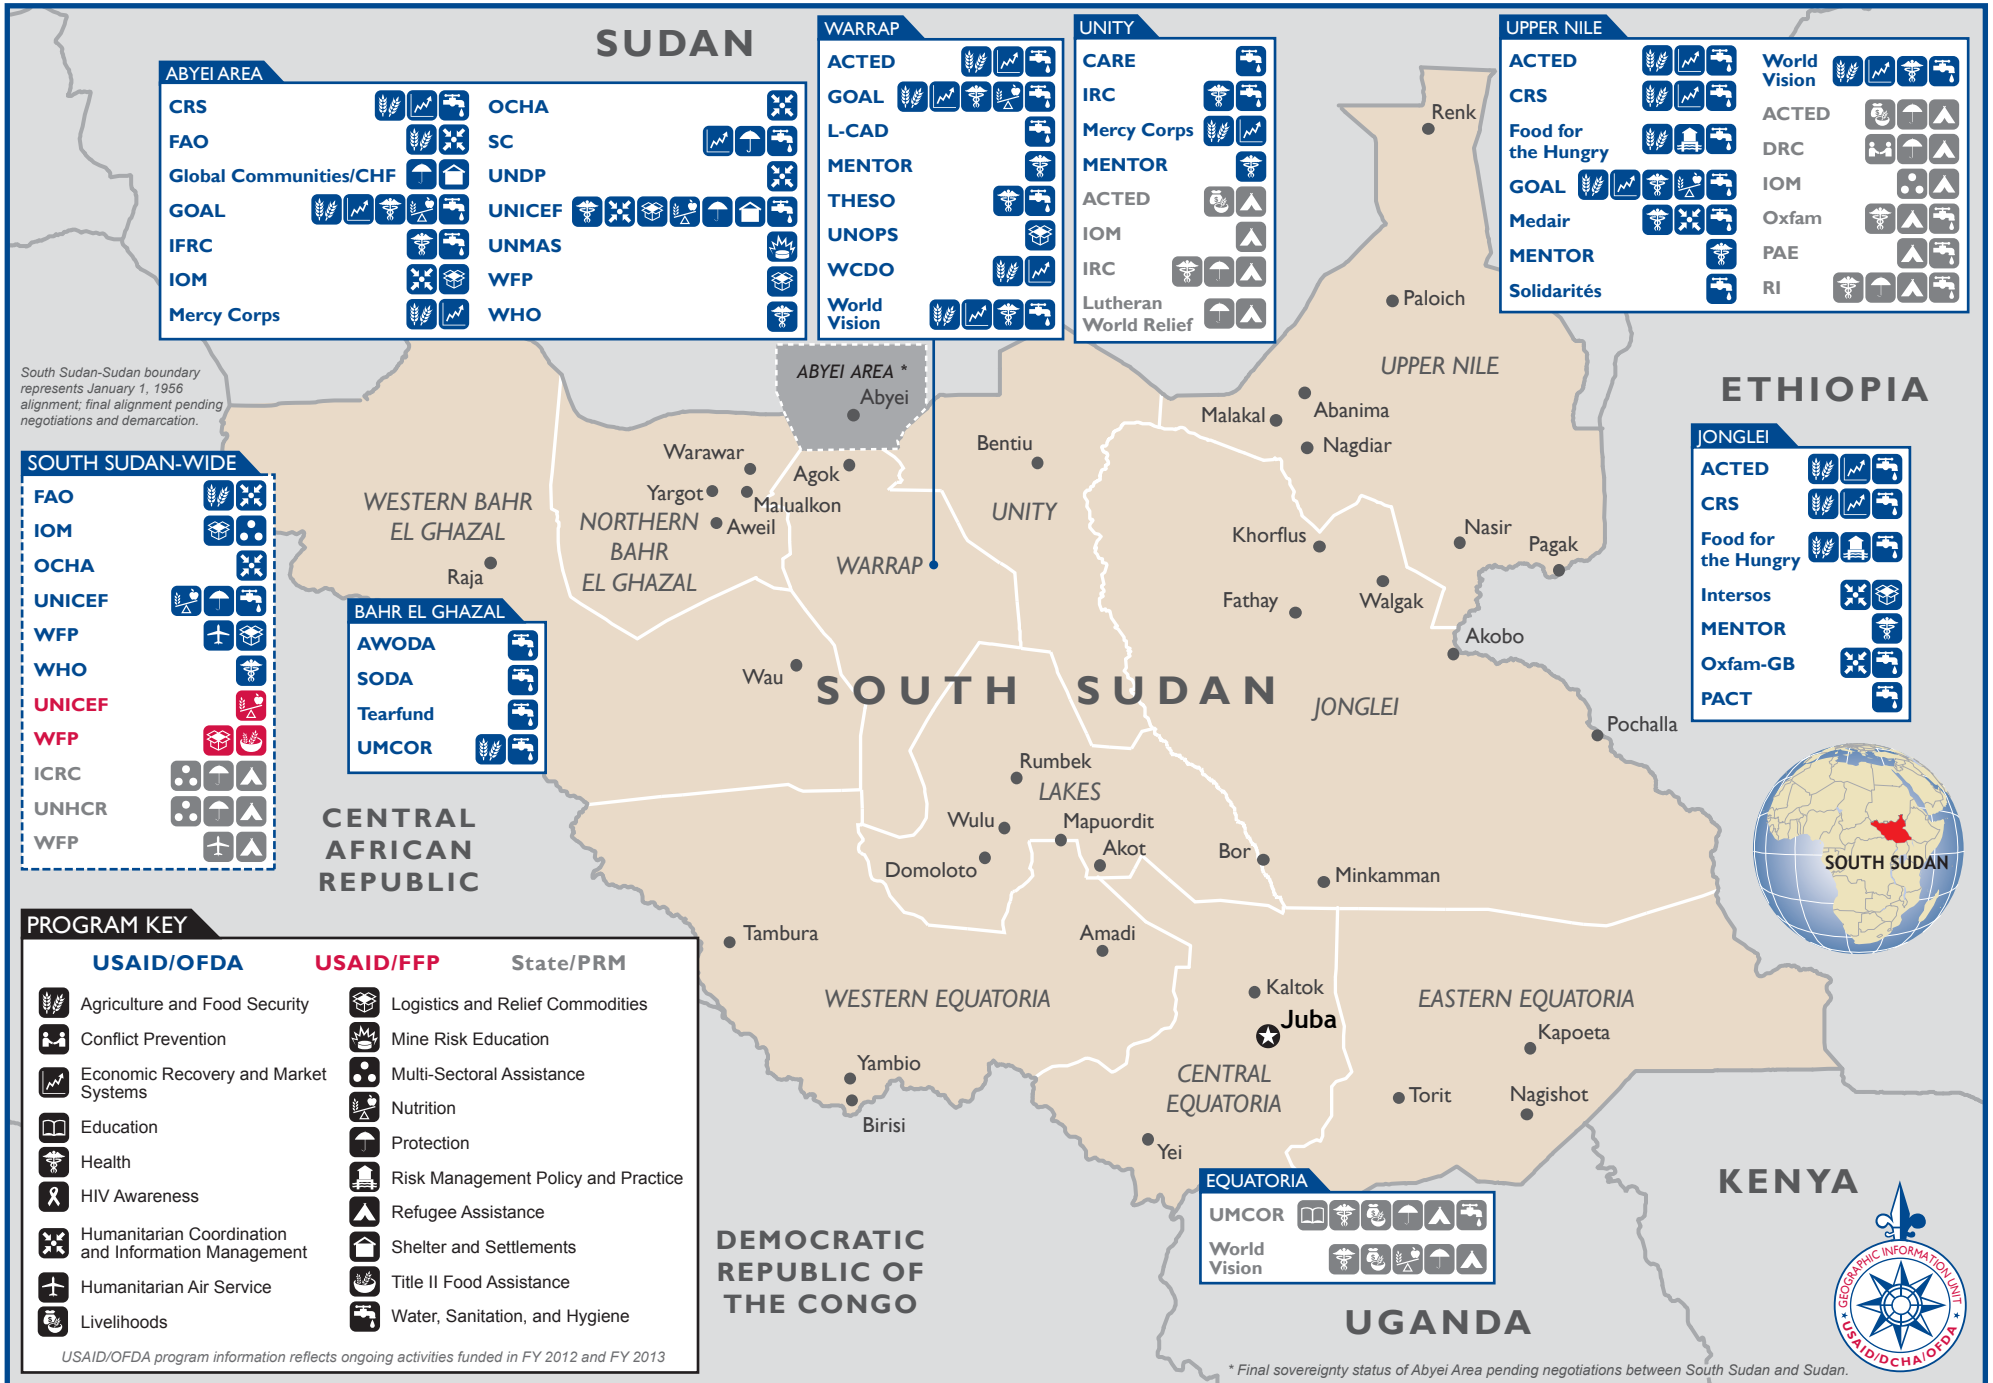 SUDAN
ABYEI AREA
CRS
FAO
Global Communities/CHF
GOAL
IFRC
IOM
Mercy Corps
OCHA
SC
UNDP
UNICEF
UNMAS
WFP
WHO
WARRAP
ACTED
GOAL
L-CAD
MENTOR
THESO
UNOPS
WCDO
World
Vision
UNITY
CARE
IRC
Mercy Corps
MENTOR
ACTED
IOM
IRC
Lutheran
World Relief
UPPER NILE
ACTED
CRS
Food for
the Hungry
GOAL
Medair
MENTOR
Solidarités
World
Vision
ACTED
DRC
IOM
Oxfam
PAE
RI
South Sudan-Sudan boundary
represents January 1, 1956
alignment; final alignment pending
negotiations and demarcation.
SOUTH SUDAN-WIDE
FAO
IOM
OCHA
UNICEF
WFP
WHO
UNICEF
WFP
ICRC
UNHCR
WFP
BAHR EL GHAZAL
AWODA
SODA
Tearfund
UMCOR
ETHIOPIA
JONGLEI
ACTED
CRS
Food for
the Hungry
Intersos
MENTOR
Oxfam-GB
PACT
Renk
Paloich
UPPER NILE
ABYEI AREA *
Abyei
Malakal
Abanima
Nagdiar
Bentiu
UNITY
Warawar
Agok
Yargot
Malualkon
Aweil
WESTERN BAHR
EL GHAZAL
NORTHERN
BAHR
EL GHAZAL
Raja
WARRAP
Khorflus
Nasir
Pagak
Fathay
Walgak
Akobo
Wau
SOUTH SUDAN
JONGLEI
Pochalla
Rumbek
LAKES
Wulu
Mapuordit
Akot
Domoloto
Bor
Minkamman
SOUTH SUDAN
CENTRAL
AFRICAN
REPUBLIC
Tambura
Amadi
WESTERN EQUATORIA
Kaltok
Juba
EASTERN EQUATORIA
Kapoeta
Yambio
Birisi
CENTRAL
EQUATORIA
Torit
Nagishot
Yei
PROGRAM KEY
USAID/OFDA
USAID/FFP
State/PRM
Agriculture and Food Security
Conflict Prevention
Economic Recovery and Market
Systems
Education
Health
HIV Awareness
Humanitarian Coordination
and Information Management
Humanitarian Air Service
Livelihoods
Logistics and Relief Commodities
Mine Risk Education
Multi-Sectoral Assistance
Nutrition
Protection
Risk Management Policy and Practice
Refugee Assistance
Shelter and Settlements
Title II Food Assistance
Water, Sanitation, and Hygiene
USAID/OFDA program information reflects ongoing activities funded in FY 2012 and FY 2013
DEMOCRATIC
REPUBLIC OF
THE CONGO
EQUATORIA
UMCOR
World
Vision
UGANDA
KENYA
GEOGRAPHIC INFORMATION UNIT
USAID/DCHA/OFDA
* Final sovereignty status of Abyei Area pending negotiations between South Sudan and Sudan.